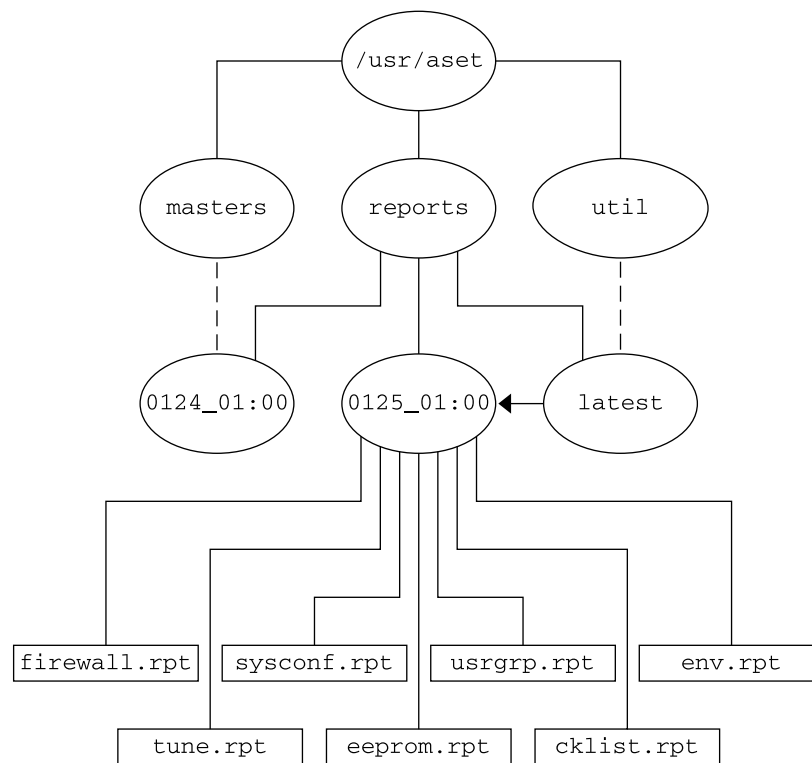 /usr/aset
masters
reports
util
0124_01:00
0125_01:00
latest
firewall.rpt
sysconf.rpt
usrgrp.rpt
env.rpt
tune.rpt
eeprom.rpt
cklist.rpt